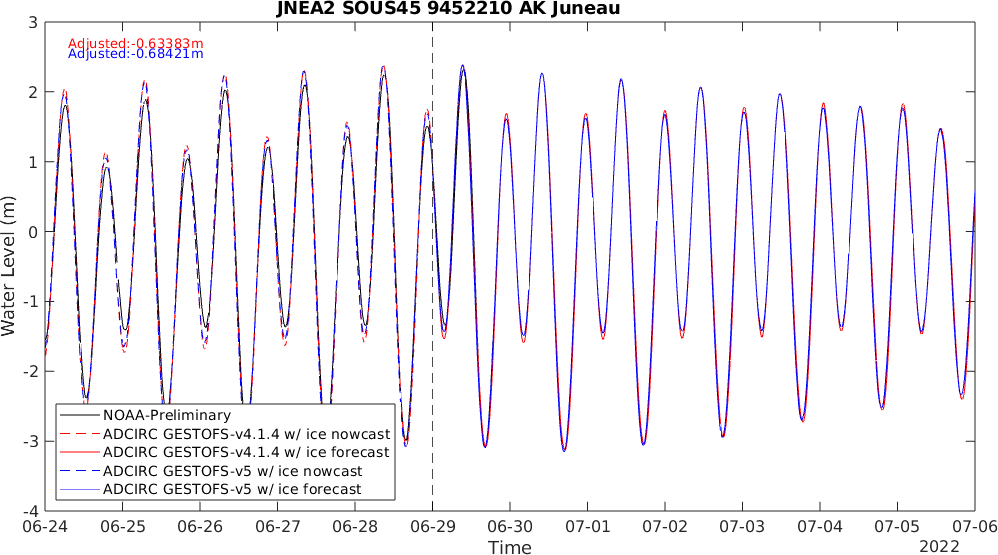 JNEA2 SOUS45 9452210 AK Juneau
Adjusted:-0.63383m
Adjusted:-0.68421m
3
2
1
0
-1
-2
-3
-4
Water Level (m)
NOAA-Preliminary
ADCIRC GESTOFS-v4.1.4 w/ ice nowcast
ADCIRC GESTOFS-v4.1.4 w/ ice forecast
ADCIRC GESTOFS-v5 w/ ice nowcast
ADCIRC GESTOFS-v5 w/ ice forecast
06-24 06-25 06-26 06-27 06-28 06-29 06-30 07-01 07-02 07-03 07-04 07-05 07-06
Time
2022